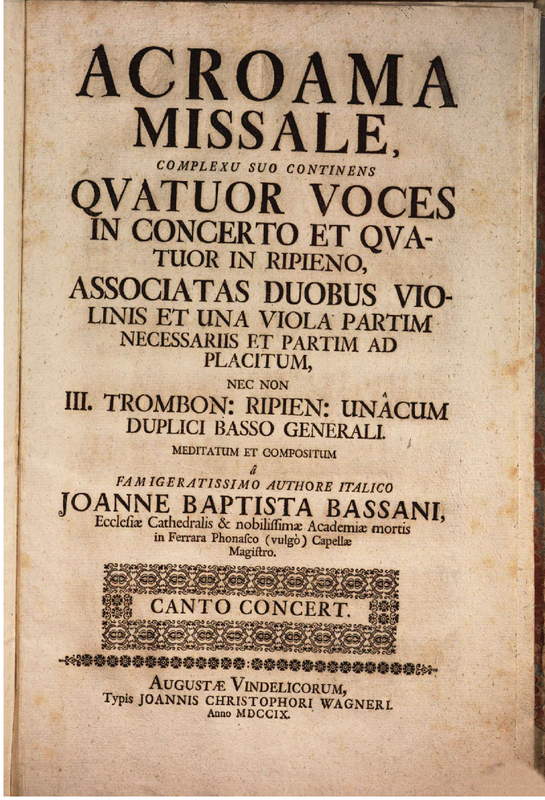 ACROAMA
MISSALE,
COMPLEXU SUO CONTINENS
QVATUOR VOCES
IN CONCERTO ET QVA-
TUOR IN RIPIENO,
ASSOCIATAS DUOBUS VIO-
LINIS ET UNA VIOLA PARTIM
NECESSARIIS ET PARTIM AD
PLACITUM,
NEC NON
III. TROMBON: RIPIEN: UNÂCUM
DUPLICI BASSO GENERALI.
MEDITATUM ET COMPOSITUM
â
FAMIGERATISSIMO AUTHORE ITALICO
JOANNE BAPTISTA BASSANI,
Ecclesiæ Cathedralis & nobilissimæ Academiæ mortis
in Ferrara Phonasco (vulgò) Capellæ
Magistro.
CANTO CONCERT.
AUGUSTÆ VINDELICORUM,
Typis JOANNIS CHRISTOPHORI WAGNERI.
Anno MDCCIX.